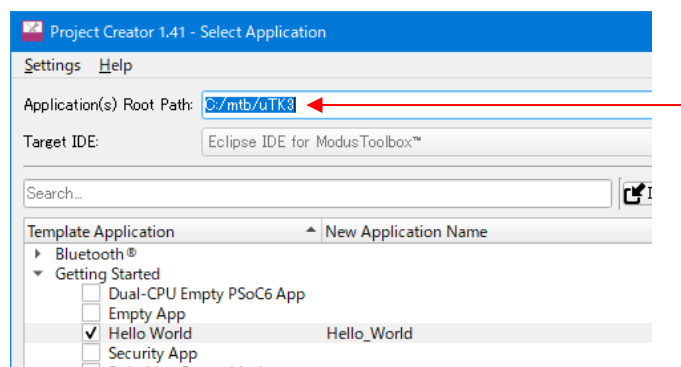 Project Creator 1.41 - Select Application
Settings Help
Application(s) Root Path: C:/mtb/uTK3
Target IDE: Eclipse IDE for ModusToolbox™
Search...
Template Application New Application Name
Bluetooth®
Getting Started
Dual-CPU Empty PSoC6 App
Empty App
Hello World Hello_World
Security App